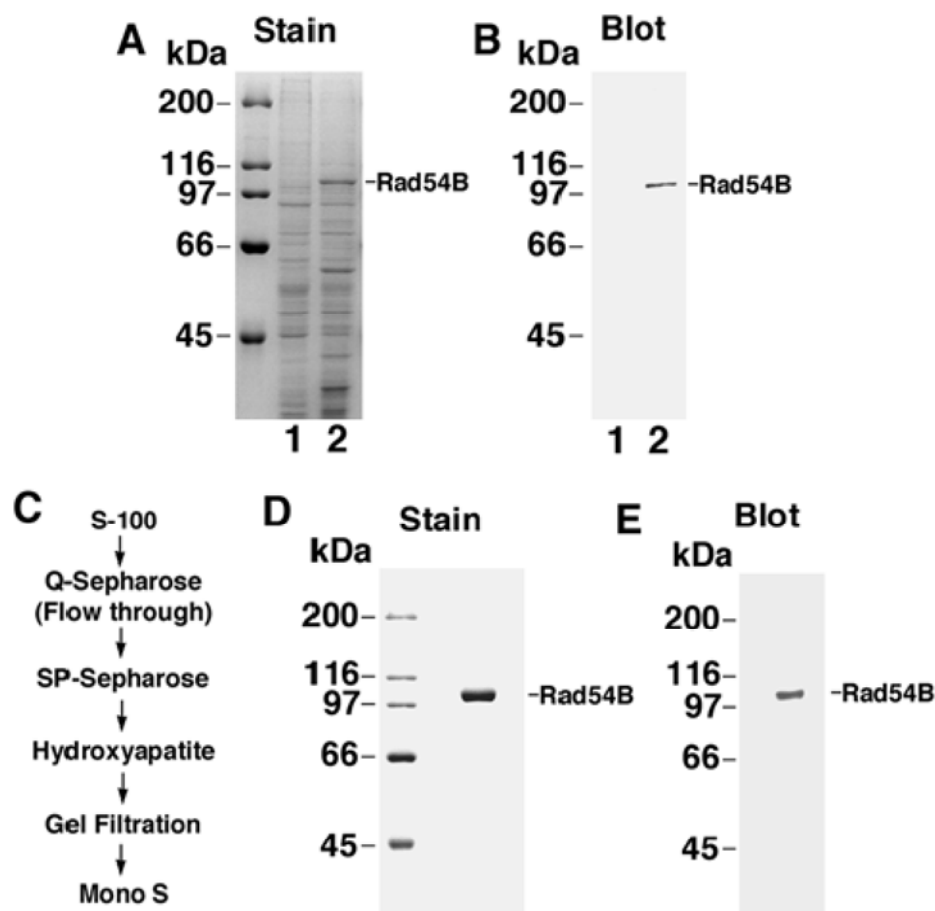 A
Stain
kDa
200
116
97
66
45
Rad54B
1 2
B
Blot
kDa
200
116
97
66
45
Rad54B
1 2
C
S-100
Q-Sepharose
(Flow through)
SP-Sepharose
Hydroxyapatite
Gel Filtration
Mono S
D
Stain
kDa
200
116
97
66
45
Rad54B
E
Blot
kDa
200
116
97
66
45
Rad54B